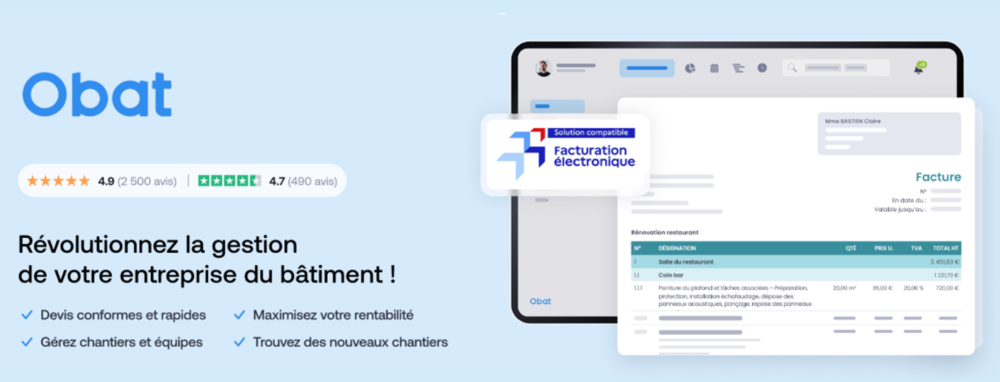 Obat
4.9 (2 500 avis) | 4.7 (490 avis)
Révolutionnez la gestion
de votre entreprise du bâtiment !
Devis conformes et rapides
Maximisez votre rentabilité
Gérez chantiers et équipes
Trouvez des nouveaux chantiers
+9
Solution compatible
Facturation
électronique
Obat
Mme BASTIEN Claire
Facture
N°
En date du :
Valable jusqu'au :
Rénovation restaurant
N° DÉSIGNATION QTÉ PRIX U. TVA TOTAL HT
1 Salle du restaurant 3 451,63 €
1.1 Coin bar 1 221,73 €
1.1.1 Peinture du plafond et tâches associées - Préparation, 20,00 m² 36,00 € 20,00 % 720,00 €
protection, installation échafaudage, dépose des
panneaux acoustiques, ponçage, repose des panneaux